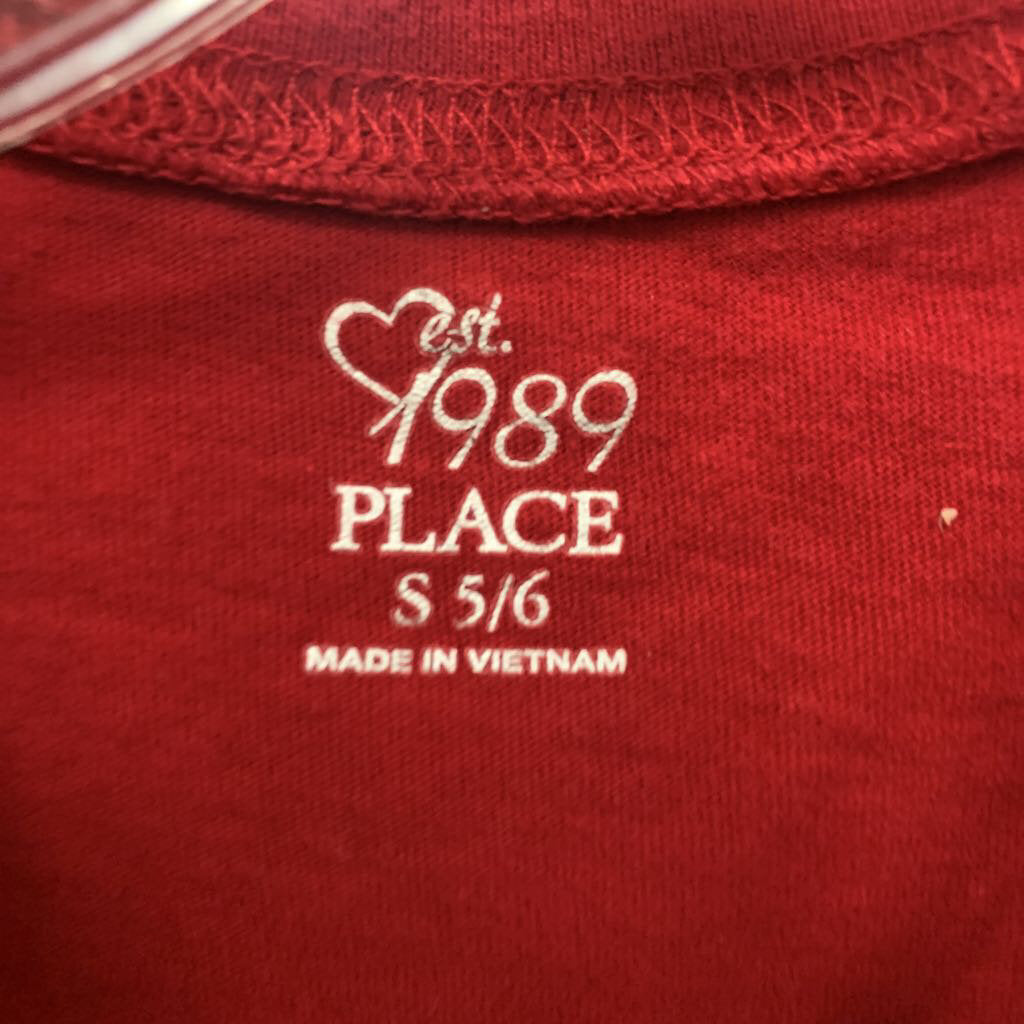 est.
1989
PLACE
S 5/6
MADE IN VIETNAM